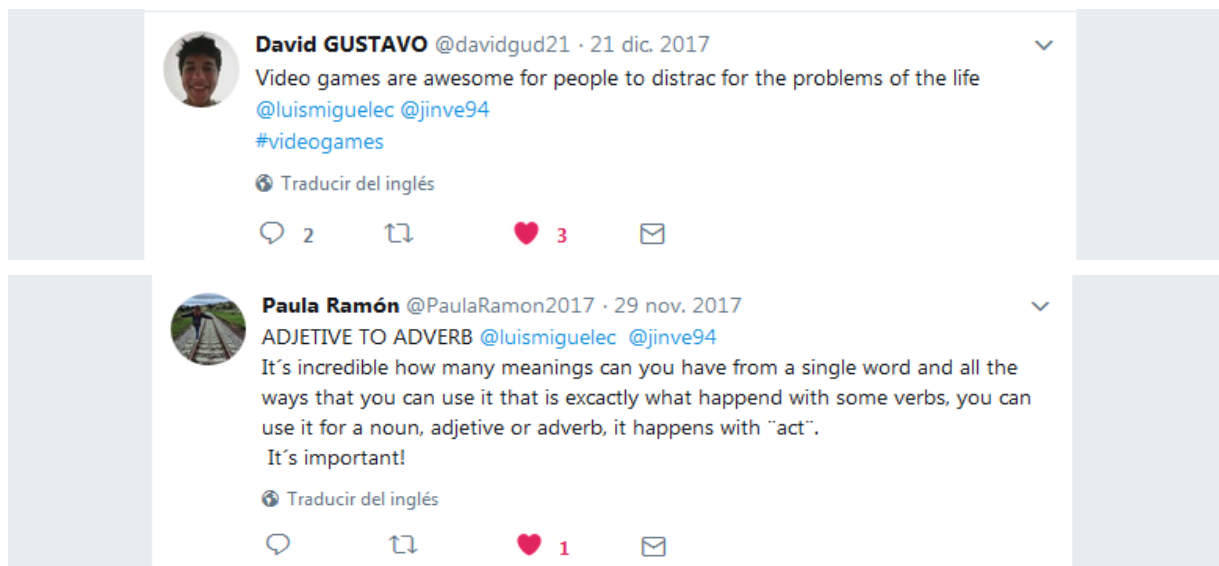 David GUSTAVO @davidgud21 · 21 dic. 2017
Video games are awesome for people to distrac for the problems of the life
@luismiguelec @jinve94
#videogames
Traducir del inglés
2 3
Paula Ramón @PaulaRamon2017 · 29 nov. 2017
ADJETIVE TO ADVERB @luismiguelec @jinve94
It´s incredible how many meanings can you have from a single word and all the
ways that you can use it that is excactly what happend with some verbs, you can
use it for a noun, adjetive or adverb, it happens with ¨act¨.
It´s important!
Traducir del inglés
1